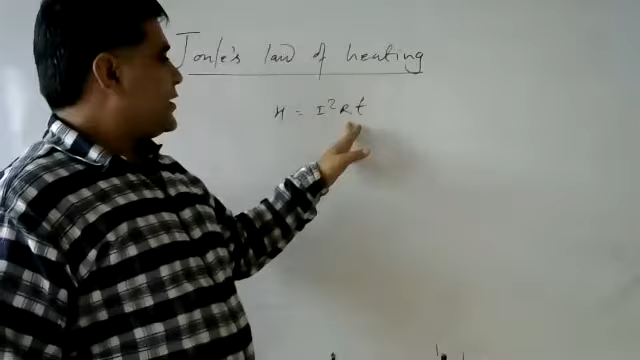 Joule's law of heating
H = I²Rt